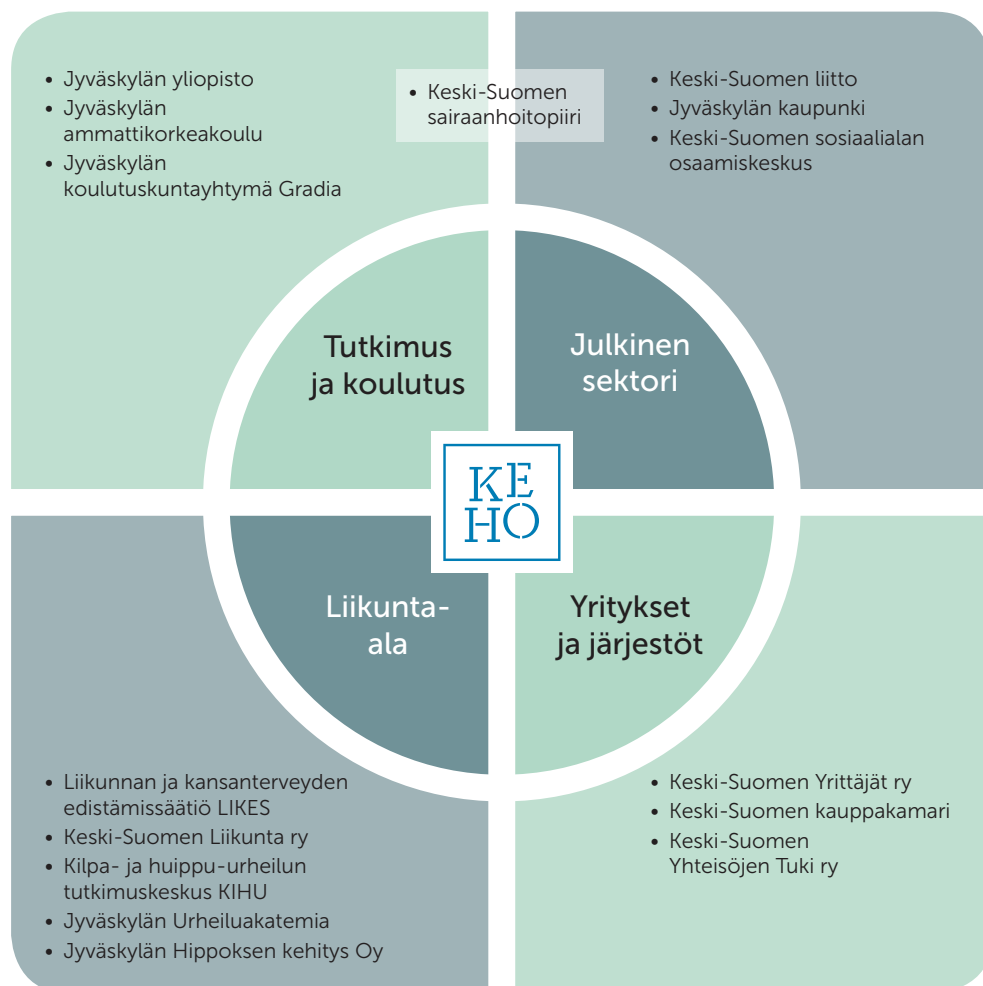 • Jyväskylän yliopisto
• Jyväskylän
ammattikorkeakoulu
• Jyväskylän
koulutuskuntayhtymä Gradia
• Keski-Suomen
sairaanhoitopiiri
• Keski-Suomen liitto
• Jyväskylän kaupunki
• Keski-Suomen sosiaalialan
osaamiskeskus
Tutkimus
ja koulutus
Julkinen
sektori
KE
HO
Liikunta-
ala
Yritykset
ja järjestöt
• Liikunnan ja kansanterveyden
edistämissäätiö LIKES
• Keski-Suomen Liikunta ry
• Kilpa- ja huippu-urheilun
tutkimuskeskus KIHU
• Jyväskylän Urheiluakatemia
• Jyväskylän Hippoksen kehitys Oy
• Keski-Suomen Yrittäjät ry
• Keski-Suomen kauppakamari
• Keski-Suomen
Yhteisöjen Tuki ry